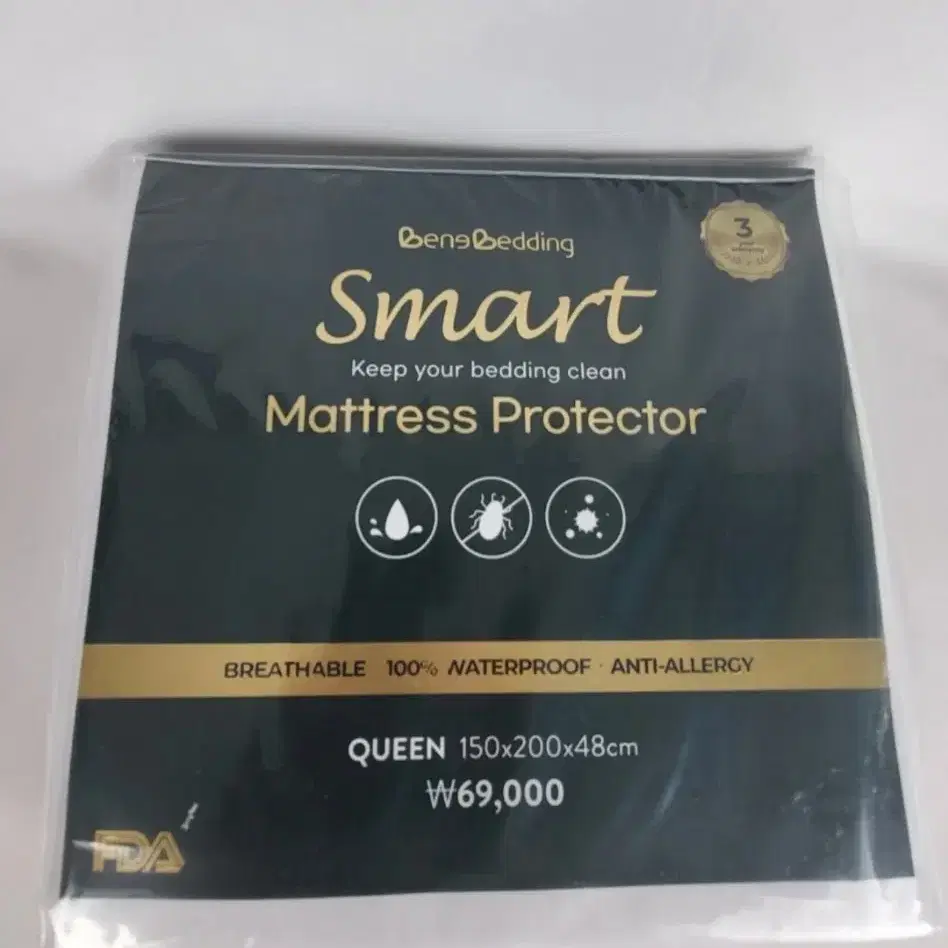 BeneBedding
3
Smart
Keep your bedding clean
Mattress Protector
BREATHABLE 100% WATERPROOF · ANTI-ALLERGY
QUEEN 150x200x48cm
₩69,000
FDA